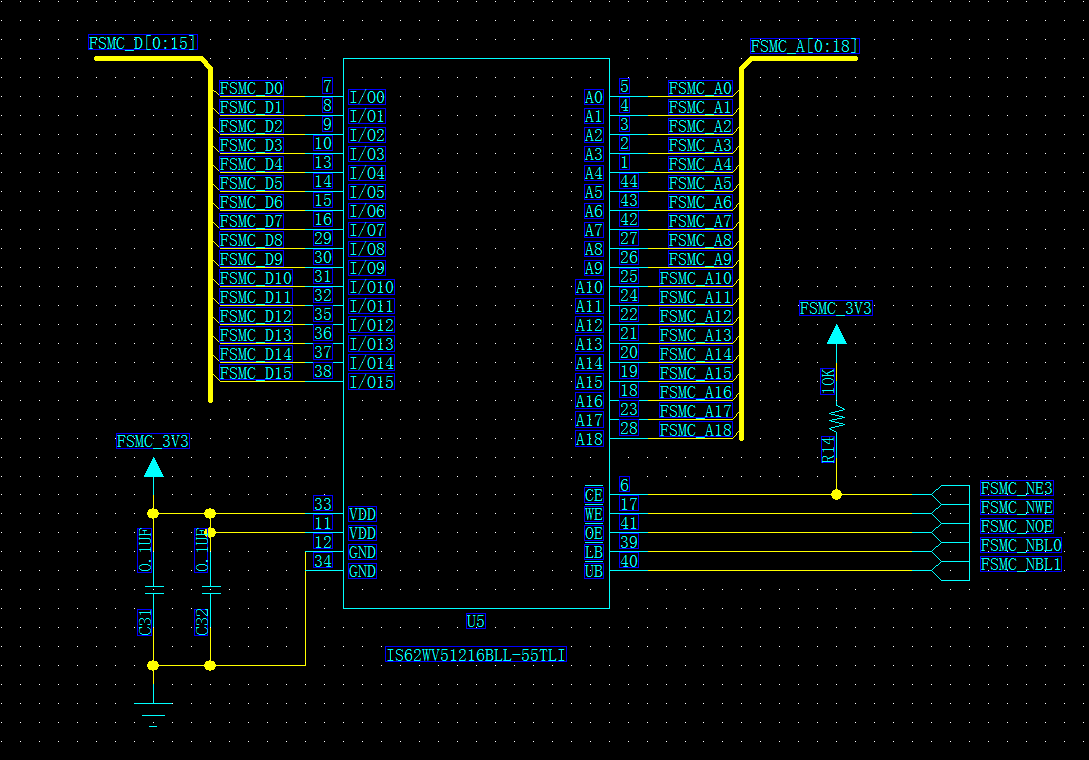 FSMC_D[0:15]
FSMC_A[0:18]
FSMC_D0 7 I/O0 A0 5 FSMC_A0
FSMC_D1 8 I/O1 A1 4 FSMC_A1
FSMC_D2 9 I/O2 A2 3 FSMC_A2
FSMC_D3 10 I/O3 A3 2 FSMC_A3
FSMC_D4 13 I/O4 A4 1 FSMC_A4
FSMC_D5 14 I/O5 A5 44 FSMC_A5
FSMC_D6 15 I/O6 A6 43 FSMC_A6
FSMC_D7 16 I/O7 A7 42 FSMC_A7
FSMC_D8 29 I/O8 A8 27 FSMC_A8
FSMC_D9 30 I/O9 A9 26 FSMC_A9
FSMC_D10 31 I/O10 A10 25 FSMC_A10
FSMC_D11 32 I/O11 A11 24 FSMC_A11
FSMC_D12 35 I/O12 A12 22 FSMC_A12
FSMC_D13 36 I/O13 A13 21 FSMC_A13
FSMC_D14 37 I/O14 A14 20 FSMC_A14
FSMC_D15 38 I/O15 A15 19 FSMC_A15
A16 18 FSMC_A16
A17 23 FSMC_A17
A18 28 FSMC_A18
FSMC_3V3
10K
R14
FSMC_3V3
CE 6 FSMC_NE3
33 VDD WE 17 FSMC_NWE
11 VDD OE 41 FSMC_NOE
12 GND LB 39 FSMC_NBL0
34 GND UB 40 FSMC_NBL1
0.1UF
0.1UF
C31
C32
U5
IS62WV51216BLL-55TLI